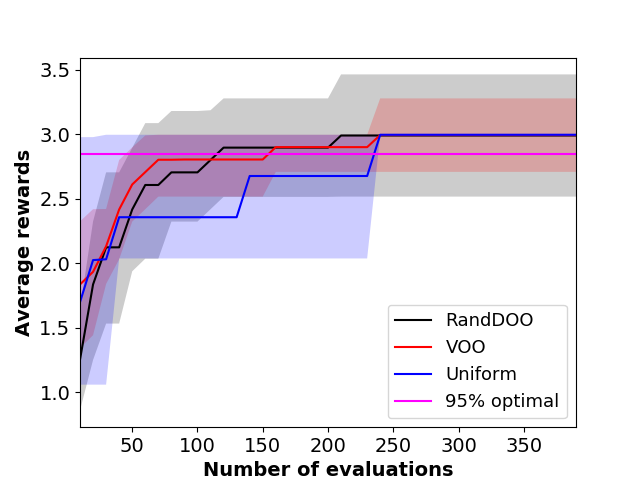 3.5
3.0
2.5
2.0
1.5
1.0
Average rewards
RandDOO
VOO
Uniform
95% optimal
50 100 150 200 250 300 350
Number of evaluations